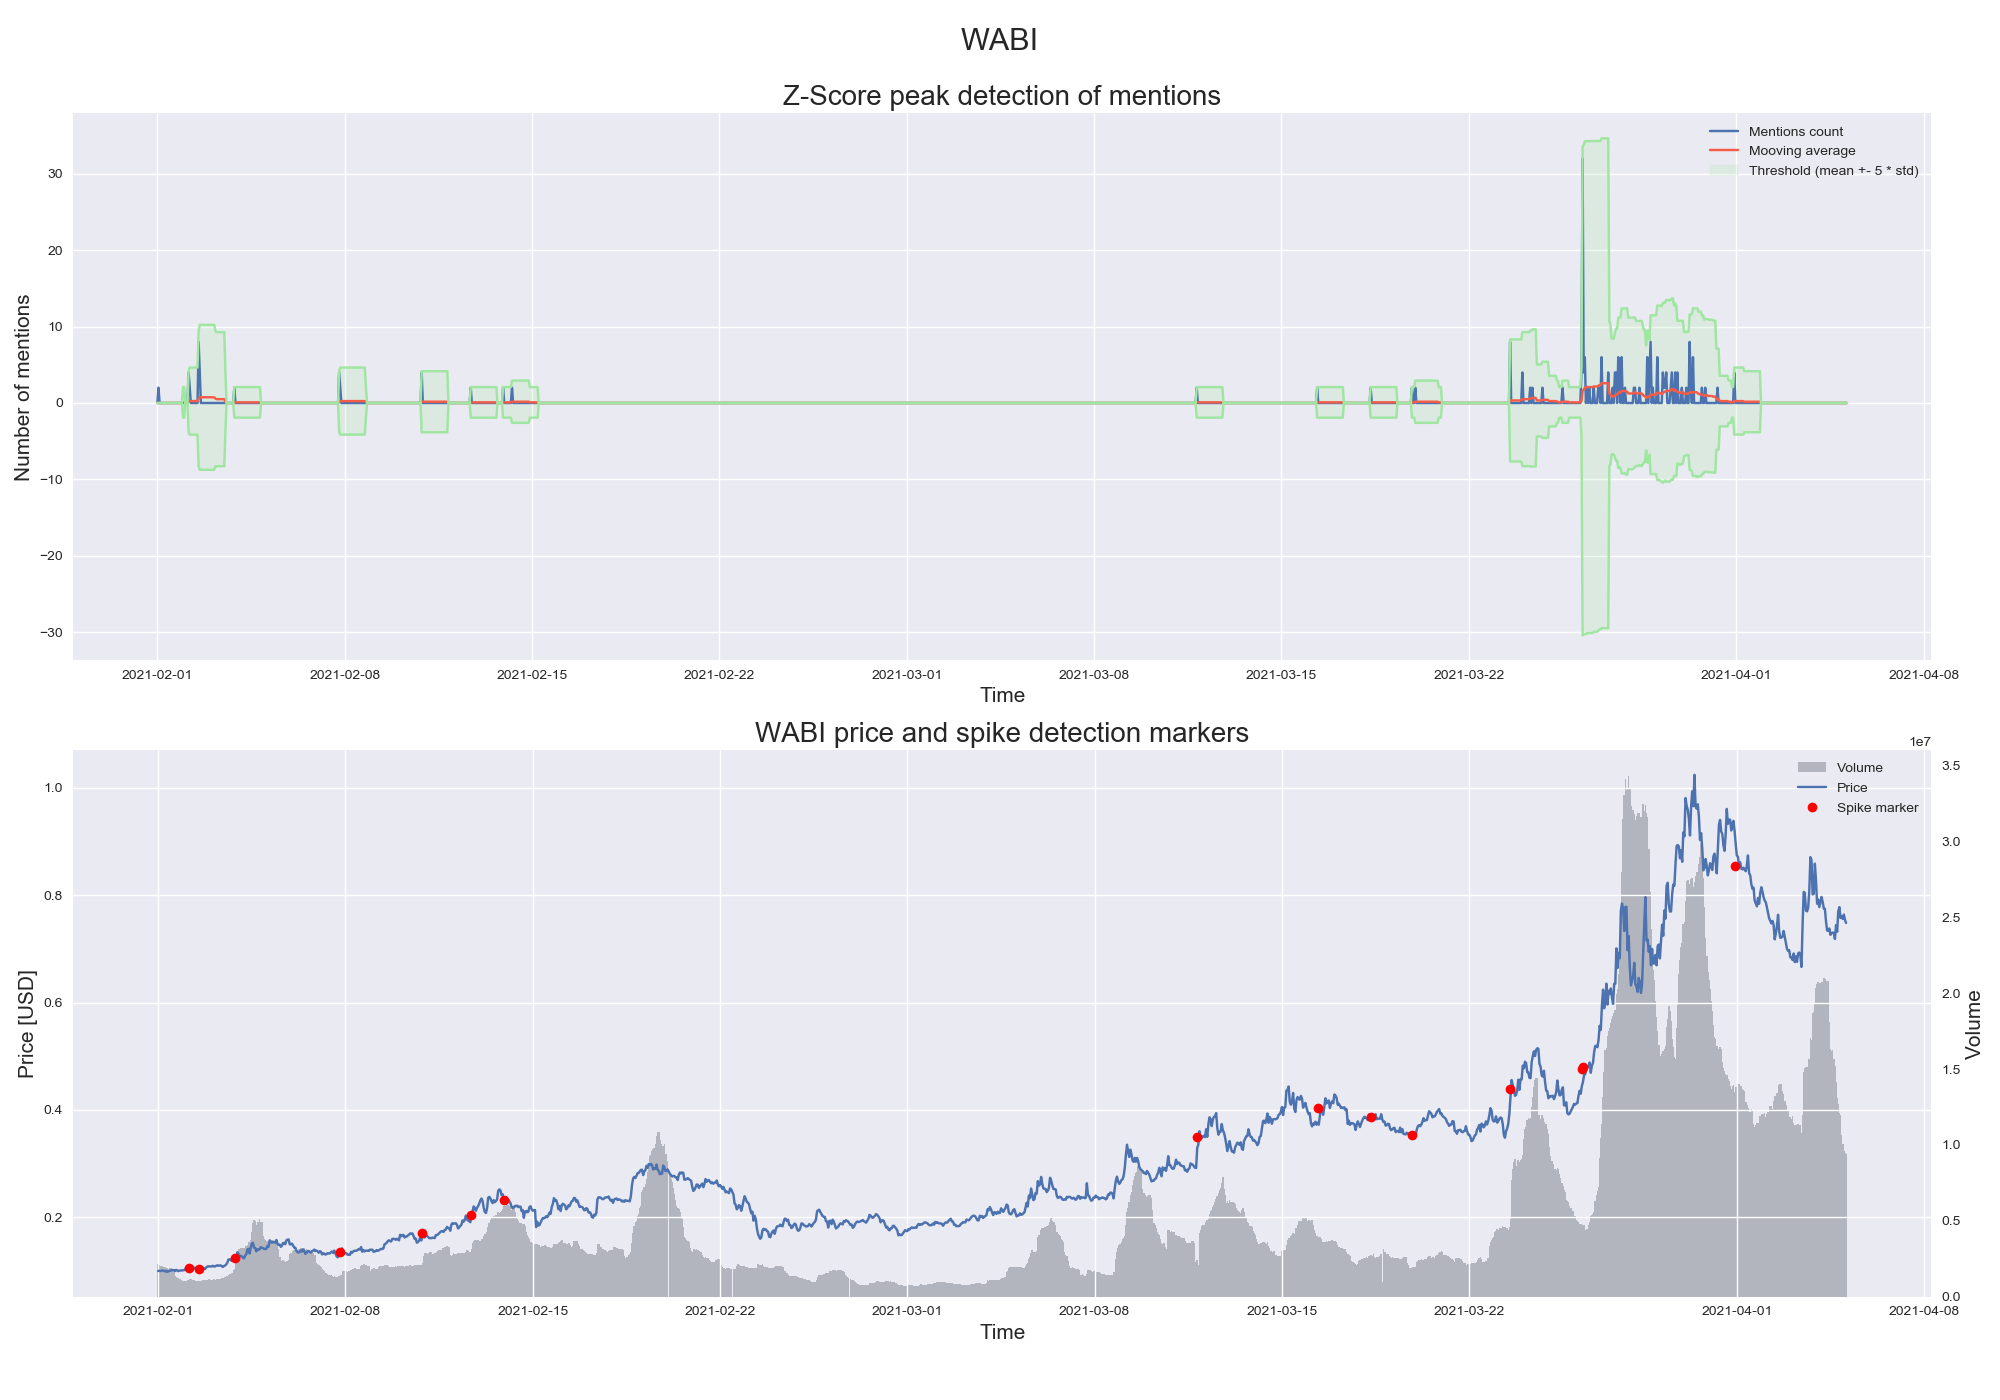 WABI
Z-Score peak detection of mentions
Mentions count
Mooving average
Threshold (mean +- 5 * std)
30
20
10
0
−10
−20
−30
Number of mentions
2021-02-01 2021-02-08 2021-02-15 2021-02-22 2021-03-01 2021-03-08 2021-03-15 2021-03-22 2021-04-01 2021-04-08
Time
WABI price and spike detection markers
1e7
Volume
Price
Spike marker
1.0
0.8
0.6
0.4
0.2
Price [USD]
3.5
3.0
2.5
2.0
1.5
1.0
0.5
0.0
Volume
2021-02-01 2021-02-08 2021-02-15 2021-02-22 2021-03-01 2021-03-08 2021-03-15 2021-03-22 2021-04-01 2021-04-08
Time